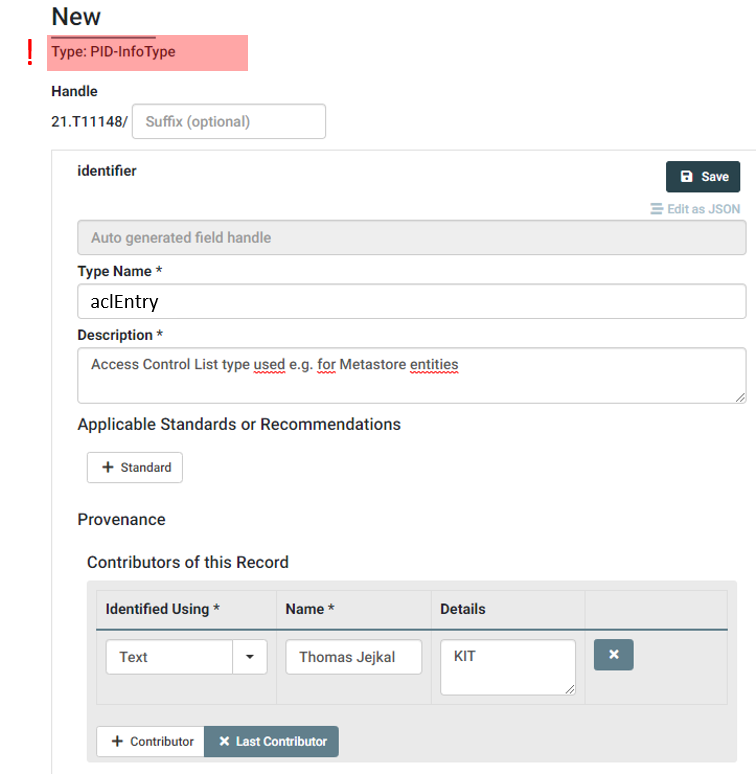 New
! Type: PID-InfoType
Handle
21.T11148/ Suffix (optional)
identifier
Save
Edit as JSON
Auto generated field handle
Type Name *
aclEntry
Description *
Access Control List type used e.g. for Metastore entities
Applicable Standards or Recommendations
+ Standard
Provenance
Contributors of this Record
Identified Using * Name * Details
Text Thomas Jejkal KIT
+ Contributor × Last Contributor